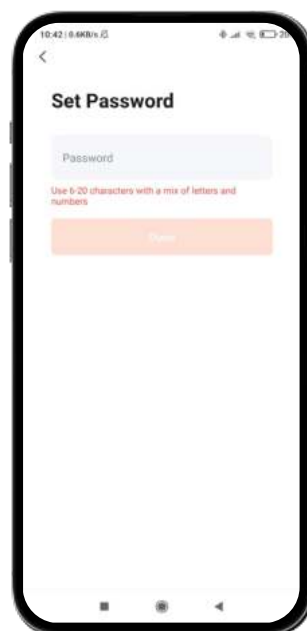 10:42 | 0.6KB/s
Set Password
Password
Use 6-20 characters with a mix of letters and
numbers
Done